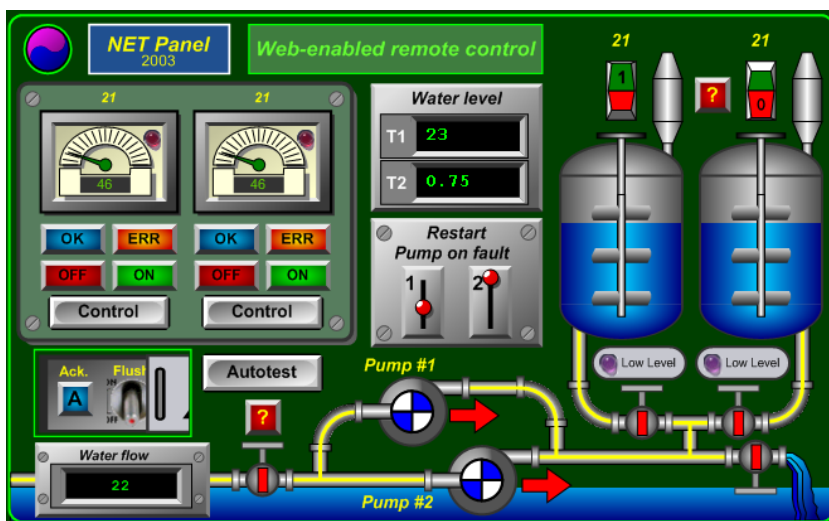 NET Panel
2003
Web-enabled remote control
21
21
1
?
0
21
21
46
46
OK
ERR
OK
ERR
OFF
ON
OFF
ON
Control
Control
Water level
T1
23
T2
0.75
Restart
Pump on fault
1
2
Low Level
Low Level
Ack.
Flush
A
ON
OFF
Autotest
?
Pump #1
Water flow
22
Pump #2